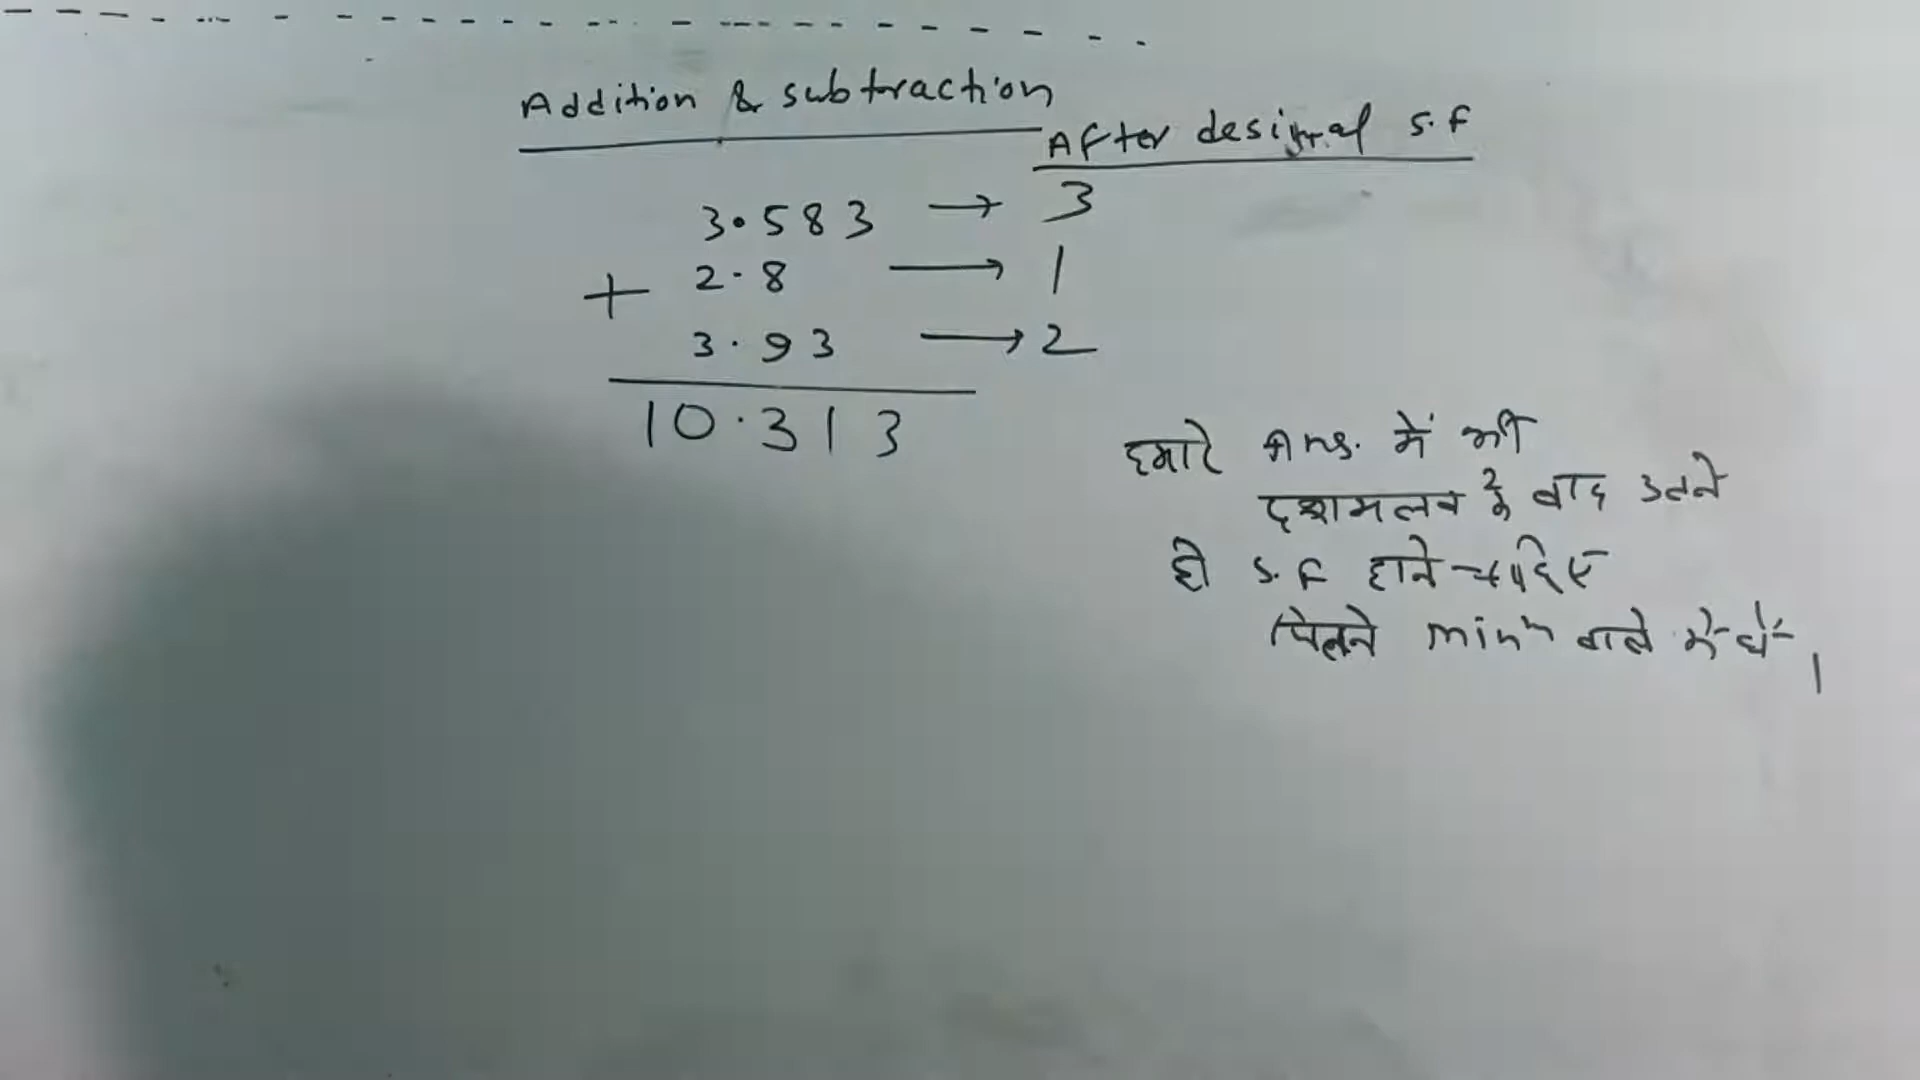 Addition & subtraction
After desimal S.F
3.583 → 3
+ 2.8 → 1
3.93 → 2
10.313
हमारे Ans. में भी
दशमलव के बाद उतने
ही S.F होने चाहिए
जितने minᵐ वाले में थे।